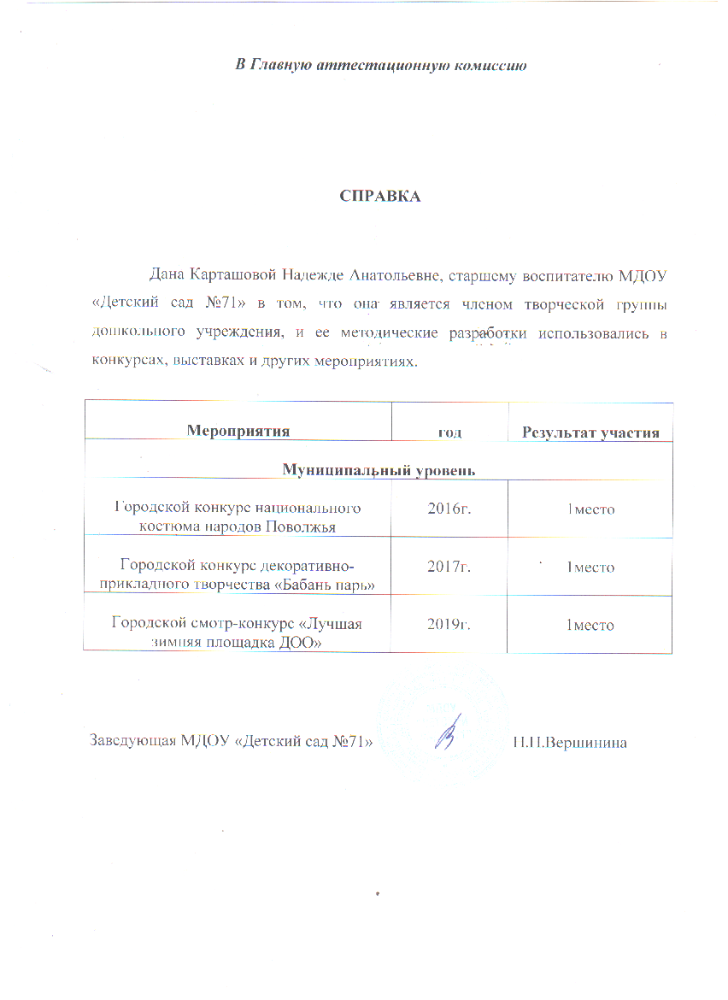 В Главную аттестационную комиссию
СПРАВКА
Дана Карташовой Надежде Анатольевне, старшему воспитателю МДОУ
«Детский сад №71» в том, что она является членом творческой группы
дошкольного учреждения, и ее методические разработки использовались в
конкурсах, выставках и других мероприятиях.
Мероприятия год Результат участия
Муниципальный уровень
Городской конкурс национального
костюма народов Поволжья
2016г. 1место
Городской конкурс декоративно-
прикладного творчества «Бабань парь»
2017г. 1место
Городской смотр-конкурс «Лучшая
зимняя площадка ДОО»
2019г. 1место
Заведующая МДОУ «Детский сад №71» Вершинина